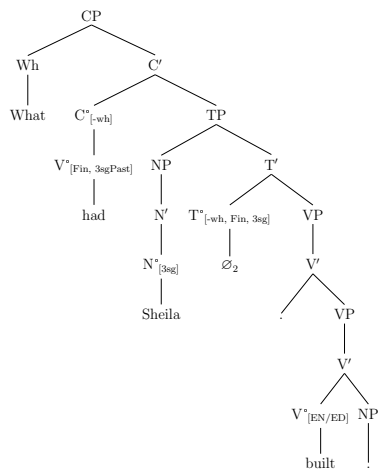 CP
Wh C′
What C°[-wh] TP
V°[Fin, 3sgPast] NP T′
had N′ T°[-wh, Fin, 3sg] VP
N°[3sg] ∅2 V′
Sheila . VP
V′
V°[EN/ED] NP
built .